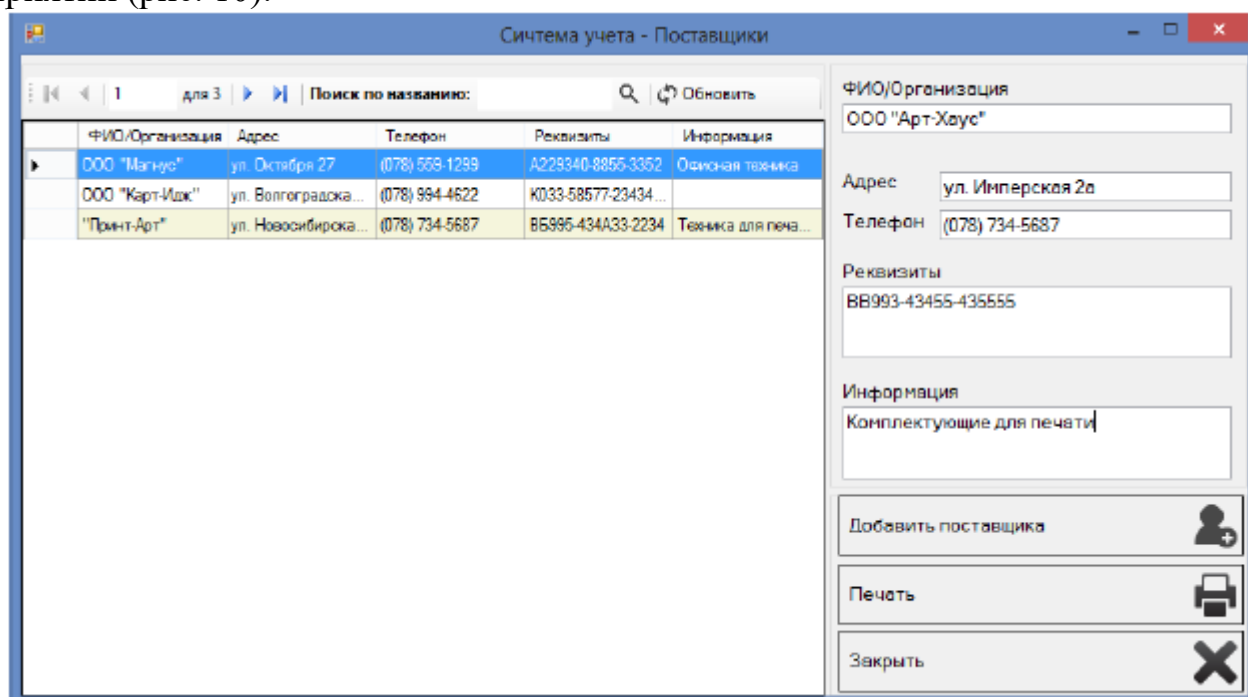 (рис. 10).
Сичтема учета - Поставщики
1 для 3 Поиск по названию: Обновить
ФИО/Организация Адрес Телефон Реквизиты Информация
ООО "Магнус" ул. Октября 27 (078) 559-1299 А229340-8855-3352 Офисная техника
ООО "Карт-Идж" ул. Волгоградска... (078) 994-4622 К033-58577-23434...
"Принт-Арт" ул. Новосибирска... (078) 734-5687 ВБ995-434А33-2234 Техника для печа...
ФИО/Организация
ООО "Арт-Хаус"
Адрес ул. Имперская 2а
Телефон (078) 734-5687
Реквизиты
ВВ993-43455-435555
Информация
Комплектующие для печати
Добавить поставщика
Печать
Закрыть